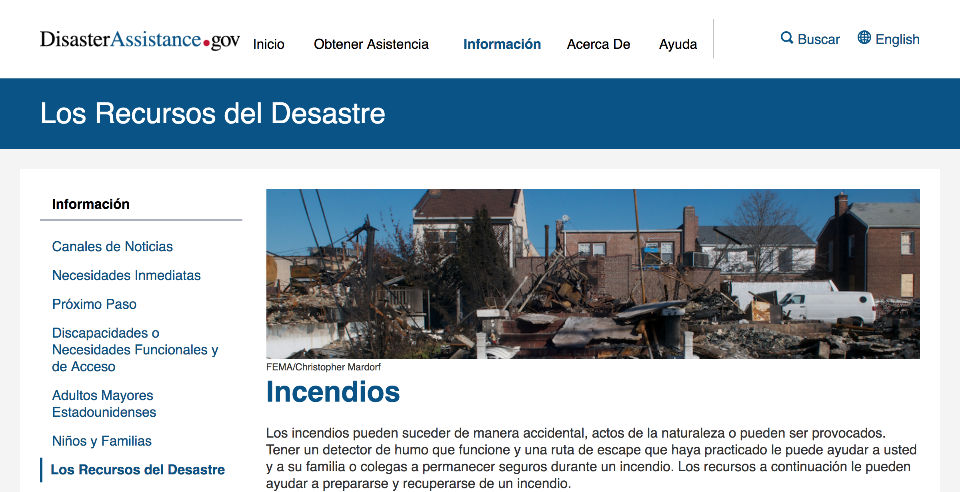 DisasterAssistance.gov
Inicio
Obtener Asistencia
Información
Acerca De
Ayuda
Buscar
English
Los Recursos del Desastre
Información
Canales de Noticias
Necesidades Inmediatas
Próximo Paso
Discapacidades o
Necesidades Funcionales y
de Acceso
Adultos Mayores
Estadounidenses
Niños y Familias
Los Recursos del Desastre
FEMA/Christopher Mardorf
Incendios
Los incendios pueden suceder de manera accidental, actos de la naturaleza o pueden ser provocados.
Tener un detector de humo que funcione y una ruta de escape que haya practicado le puede ayudar a usted
y a su familia o colegas a permanecer seguros durante un incendio. Los recursos a continuación le pueden
ayudar a prepararse y recuperarse de un incendio.